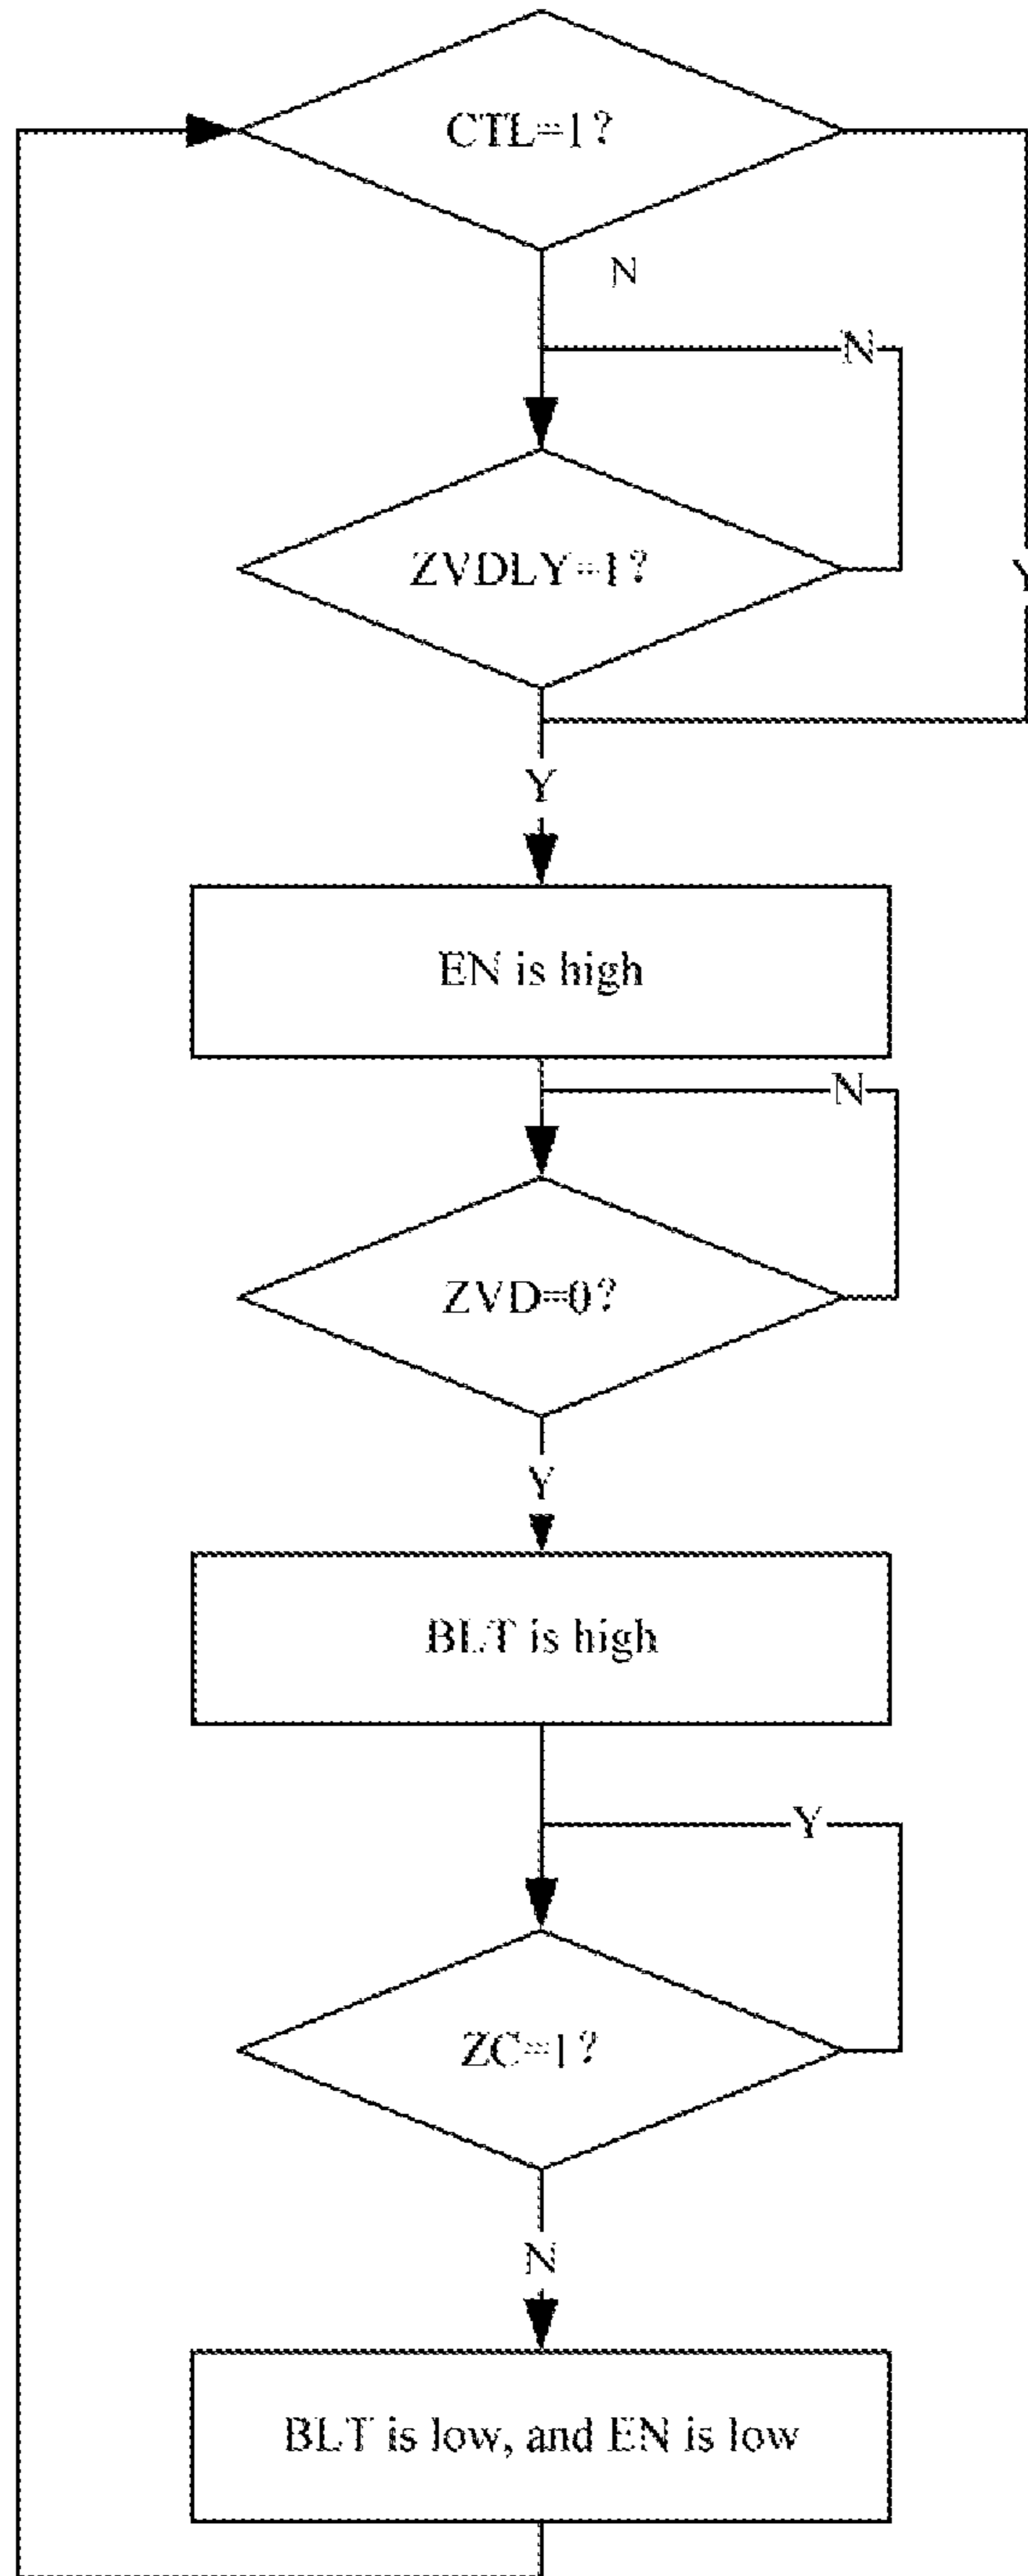 CTL=1?
N
N
ZVDLY=1?
Y
Y
EN is high
N
ZVD=0?
Y
BLT is high
Y
ZC=1?
N
BLT is low, and EN is low